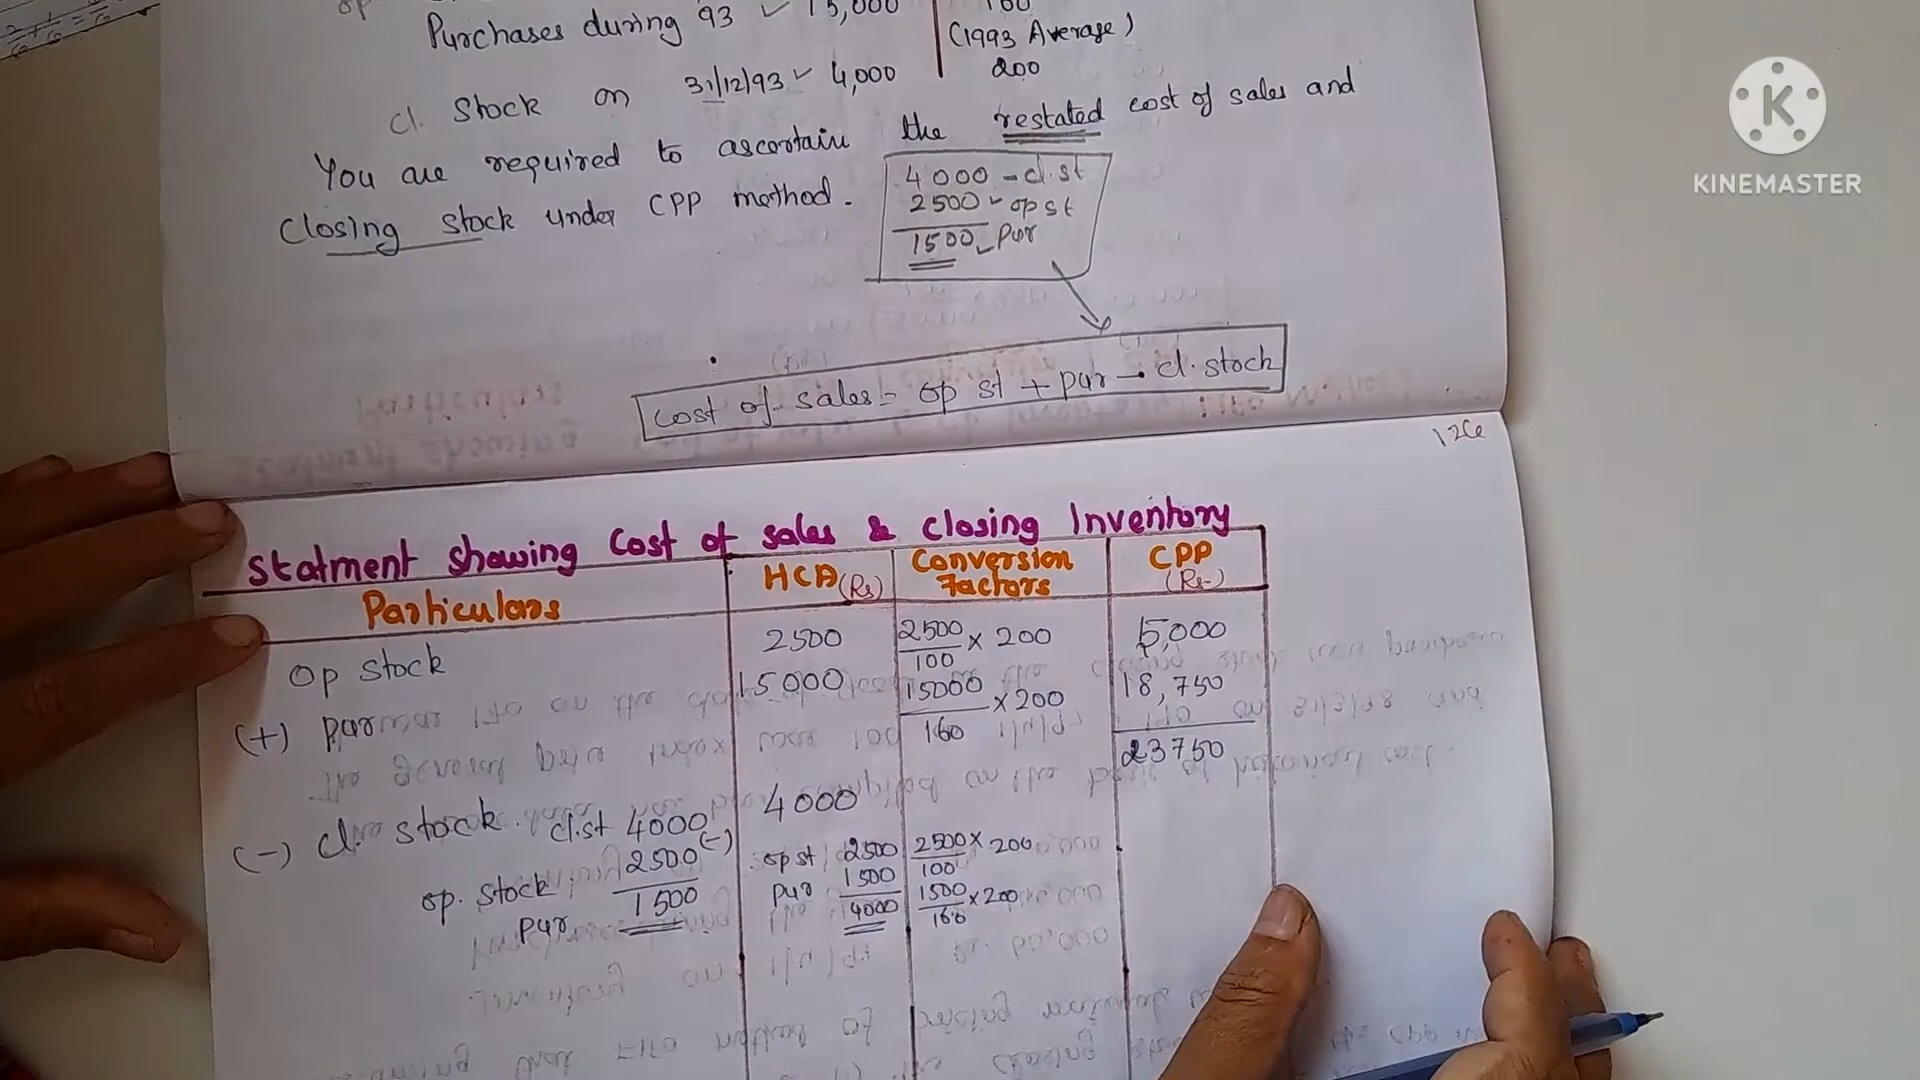 op
Purchases during 93 15,000 160
(1993 Average)
Cl. Stock on 31/12/93 4,000 200
You are required to ascertain the restated cost of sales and
Closing stock under CPP method.
4000 - cl.st
2500 - op st
1500 - Pur
Cost of sales = op st + pur - cl.stock
126
Statment showing Cost of sales & closing Inventory
Particulars HCA (Rs) Conversion Factors CPP (Rs)
Op Stock 2500 2500/100 × 200 5,000
(+) pur 15000 15000/160 × 200 18,750
23750
(-) cl. stock. 4000
cl.st 4000
op. stock 2500 (-) op st 2500 2500/100 × 200
pur 1500 pur 1500 1500/160 × 200
4000
KINEMASTER